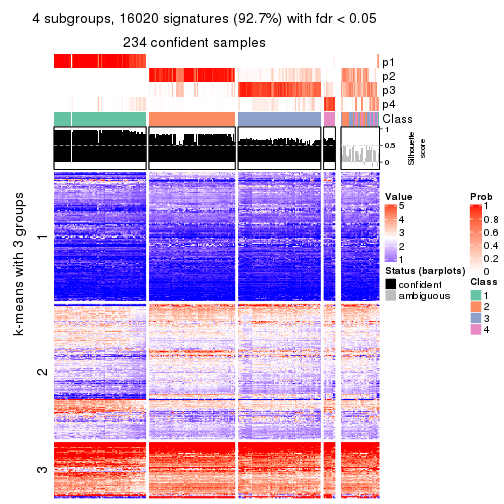 4 subgroups, 16020 signatures (92.7%) with fdr < 0.05
234 confident samples
p1
p2
p3
p4
Class
1
0.5
0
Silhouette
score
k-means with 3 groups
1
2
3
Value
5
4
3
2
1
Status (barplots)
confident
ambiguous
Prob
1
0.8
0.6
0.4
0.2
0
Class
1
2
3
4